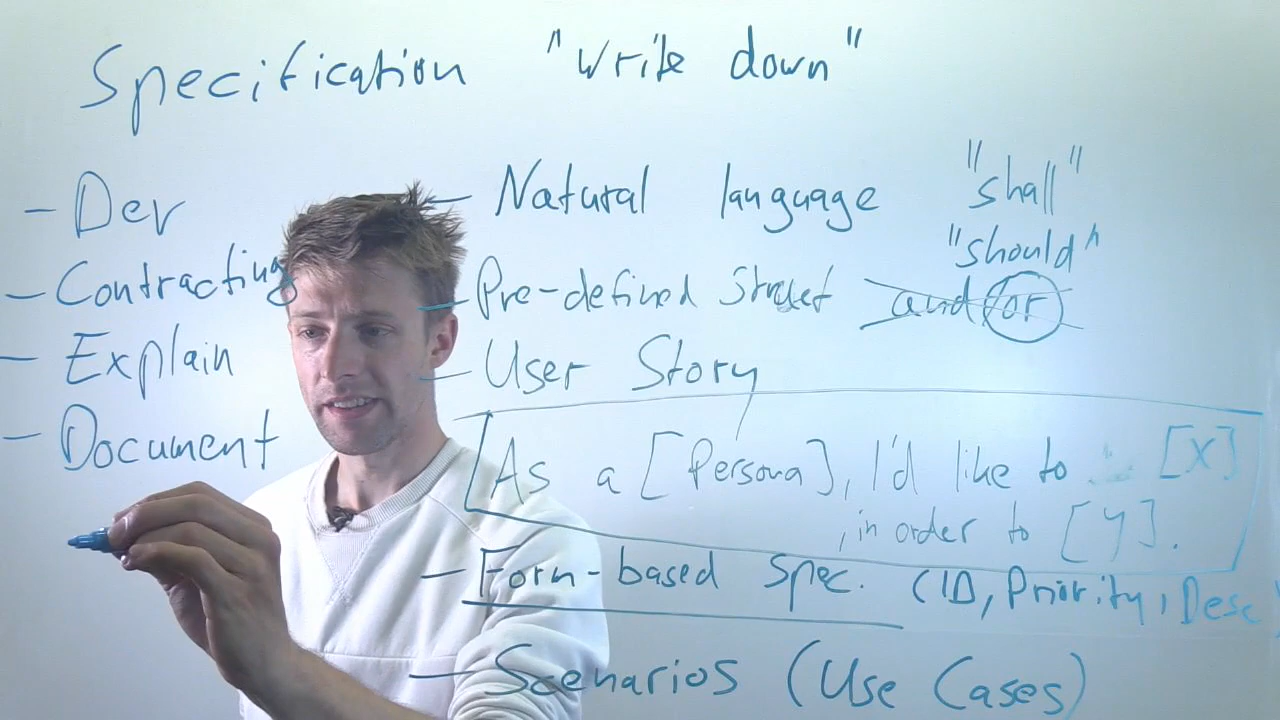 Specification "write down"
- Dev
- Contracting
- Explain
- Document
- Natural language "shall"
"should"
- Pre-defined and/or
- User Story
As a [Persona], I'd like to [X]
, in order to [Y].
- Form-based Spec. (ID, Priority, Desc
- Scenarios (Use Cases)